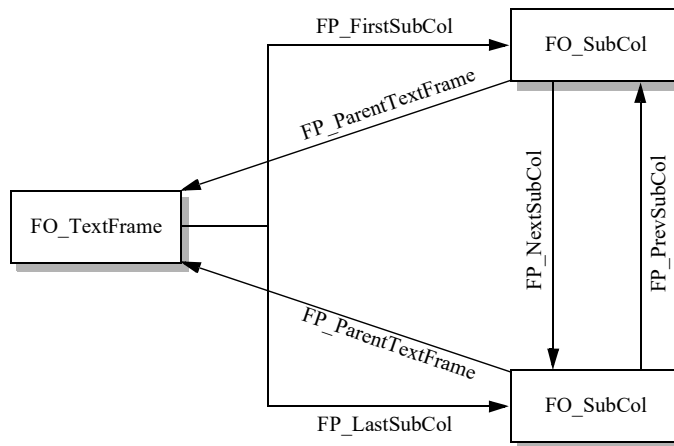 FP_FirstSubCol
FO_SubCol
FP_ParentTextFrame
FO_TextFrame
FP_NextSubCol
FP_PrevSubCol
FP_ParentTextFrame
FO_SubCol
FP_LastSubCol